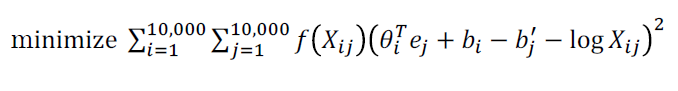 minimize ∑_{i=1}^{10,000} ∑_{j=1}^{10,000} f(X_{ij})(θ_i^T e_j + b_i − b'_j − log X_{ij})^2